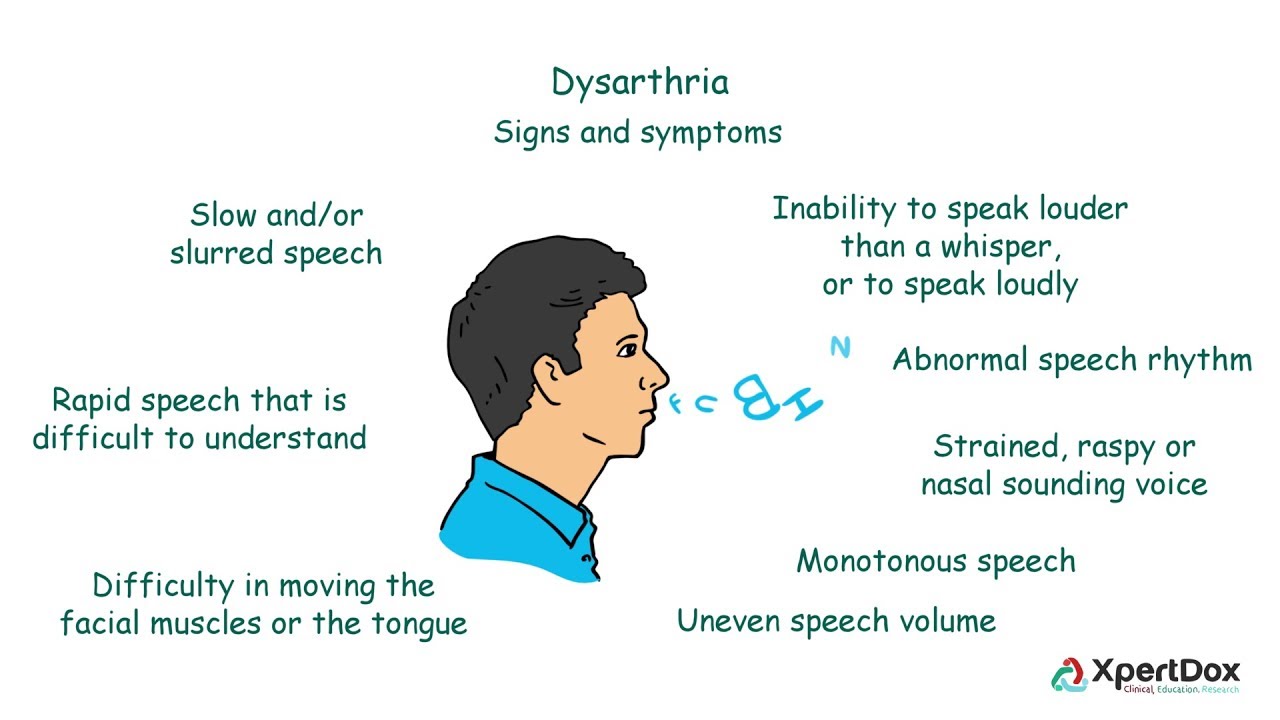 Dysarthria
Signs and symptoms
Slow and/or
slurred speech
Inability to speak louder
than a whisper,
or to speak loudly
N
Abnormal speech rhythm
F C B I
Rapid speech that is
difficult to understand
Strained, raspy or
nasal sounding voice
Monotonous speech
Difficulty in moving the
facial muscles or the tongue
Uneven speech volume
XpertDox
Clinical, Education, Research